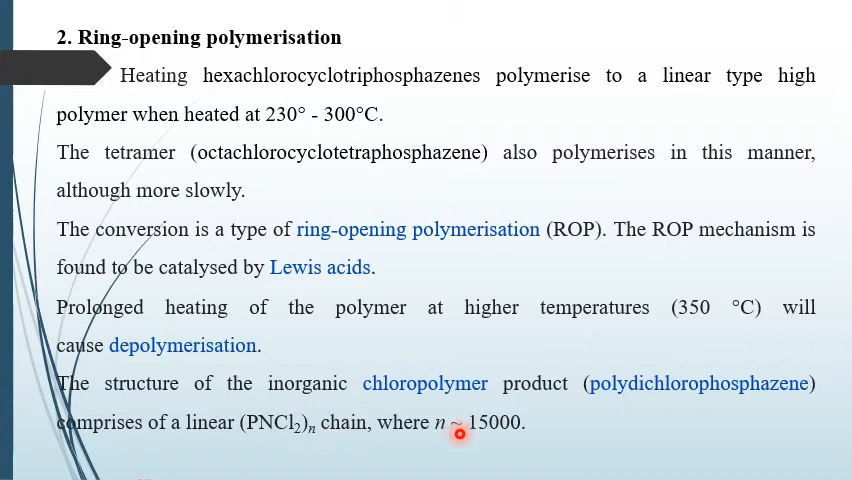 2. Ring-opening polymerisation
Heating hexachlorocyclotriphosphazenes polymerise to a linear type high
polymer when heated at 230° - 300°C.
The tetramer (octachlorocyclotetraphosphazene) also polymerises in this manner,
although more slowly.
The conversion is a type of ring-opening polymerisation (ROP). The ROP mechanism is
found to be catalysed by Lewis acids.
Prolonged heating of the polymer at higher temperatures (350 °C) will
cause depolymerisation.
The structure of the inorganic chloropolymer product (polydichlorophosphazene)
comprises of a linear (PNCl₂)ₙ chain, where n ~ 15000.